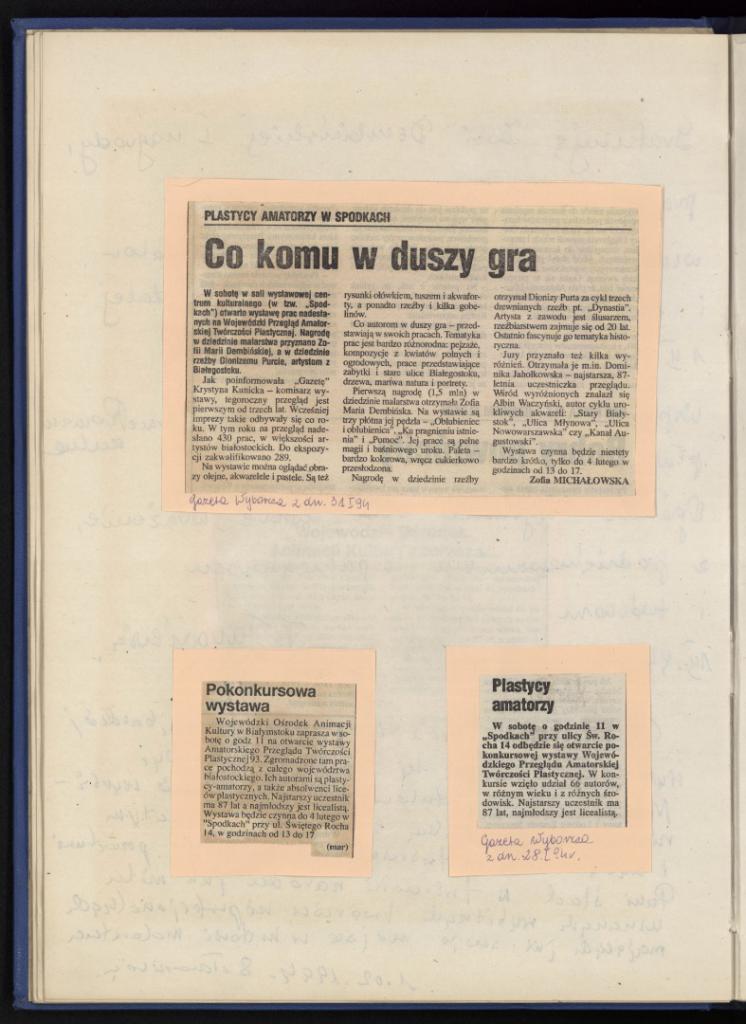 PLASTYCY AMATORZY W SPODKACH
Co komu w duszy gra
W sobotę w sali wystawowej cen-
trum kulturalnego (w tzw. „Spod-
kach") otwarto wystawę prac nadesła-
nych na Wojewódzki Przegląd Amator-
skiej Twórczości Plastycznej. Nagrodę
w dziedzinie malarstwa przyznano Zo-
fii Marii Dembińskiej, a w dziedzinie
rzeźby Dionizemu Purcie, artystom z
Białegostoku.
Jak poinformowała „Gazetę"
Krystyna Kunicka – komisarz wy-
stawy, tegoroczny przegląd jest
pierwszym od trzech lat. Wcześniej
imprezy takie odbywały się co ro-
ku. W tym roku na przegląd nade-
słano 430 prac, w większości ar-
tystów białostockich. Do ekspozy-
cji zakwalifikowano 289.
Na wystawie można oglądać obra-
zy olejne, akwarele i pastele. Są też
rysunki ołówkiem, tuszem i akwafor-
ty, a ponadto rzeźby i kilka gobe-
linów.
Co autorom w duszy gra – przed-
stawiają w swoich pracach. Tematyka
prac jest bardzo różnorodna: pejzaże,
kompozycje z kwiatów polnych i
ogrodowych, prace przedstawiające
zabytki i stare ulice Białegostoku,
drzewa, martwa natura i portrety.
Pierwszą nagrodę (1,5 mln) w
dziedzinie malarstwa otrzymała Zofia
Maria Dembińska. Na wystawie są
trzy płótna jej pędzla – „Obłubieniec
i obłubienica", „Ku pragnieniu istnie-
nia" i „Pomoc". Jej prace są pełne
magii i baśniowego uroku. Paleta –
bardzo kolorowa, wręcz cukierkowo
przesłodzona.
Nagrodę w dziedzinie rzeźby
otrzymał Dionizy Purta za cykl trzech
drewnianych rzeźb pt. „Dynastia".
Artysta z zawodu jest ślusarzem,
rzeźbiarstwem zajmuje się od 20 lat.
Ostatnio fascynuje go tematyka histo-
ryczna.
Jury przyznało też kilka wy-
różnień. Otrzymała je m.in. Domi-
nika Jabołkowska – najstarsza, 87-
letnia uczestniczka przeglądu.
Wśród wyróżnionych znalazł się
Albin Waczyński, autor cyklu uro-
kliwych akwareli: „Stary Biały-
stok", „Ulica Młynowa", „Ulica
Nowowarszawska" czy „Kanał Au-
gustowski".
Wystawa czynna będzie niestety
bardzo krótko, tylko do 4 lutego w
godzinach od 13 do 17.
Zofia MICHAŁOWSKA
Gazeta Wyborcza z dn. 31 I 94
Pokonkursowa
wystawa
Wojewódzki Ośrodek Animacji
Kultury w Białymstoku zaprasza w so-
botę o godz 11 na otwarcie wystawy
Amatorskiego Przeglądu Twórczości
Plastycznej 93. Zgromadzone tam pra-
ce pochodzą z całego województwa
białostockiego. Ich autorami są plasty-
cy-amatorzy, a także absolwenci lice-
ów plastycznych. Najstarszy uczestnik
ma 87 lat a najmłodszy jest licealistą.
Wystawa będzie czynna do 4 lutego w
"Spodkach" przy ul. Świętego Rocha
14, w godzinach od 13 do 17
(mar)
Plastycy
amatorzy
W sobotę o godzinie 11 w
„Spodkach" przy ulicy Św. Ro-
cha 14 odbędzie się otwarcie po-
konkursowej wystawy Wojewó-
dzkiego Przeglądu Amatorskiej
Twórczości Plastycznej. W kon-
kursie wzięło udział 66 autorów,
w różnym wieku i z różnych śro-
dowisk. Najstarszy uczestnik ma
87 lat, najmłodszy jest licealistą.
Gazeta Wyborcza
z dn. 28.I 94r.